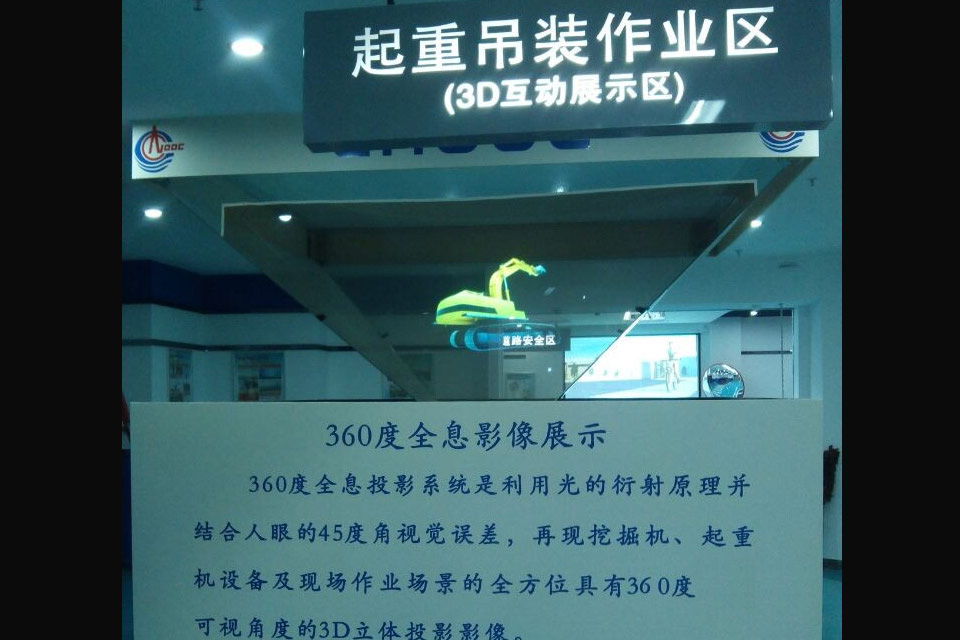 起重吊装作业区
(3D互动展示区)
道路安全区
360度全息影像展示
360度全息投影系统是利用光的衍射原理并
结合人眼的45度角视觉误差，再现挖掘机、起重
机设备及现场作业场景的全方位具有360度
可视角度的3D立体投影影像。